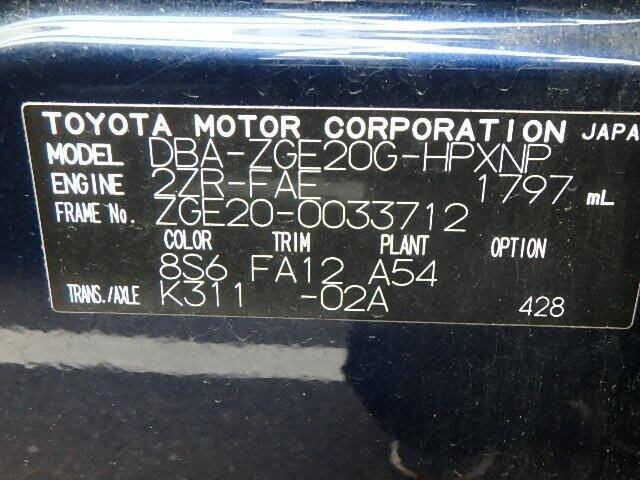 TOYOTA MOTOR CORPORATION JAPA
MODEL DBA-ZGE20G-HPXNP
ENGINE 2ZR-FAE 1797 mL
FRAME No. ZGE20-0033712
COLOR TRIM PLANT OPTION
8S6 FA12 A54
TRANS./AXLE K311 -02A 428